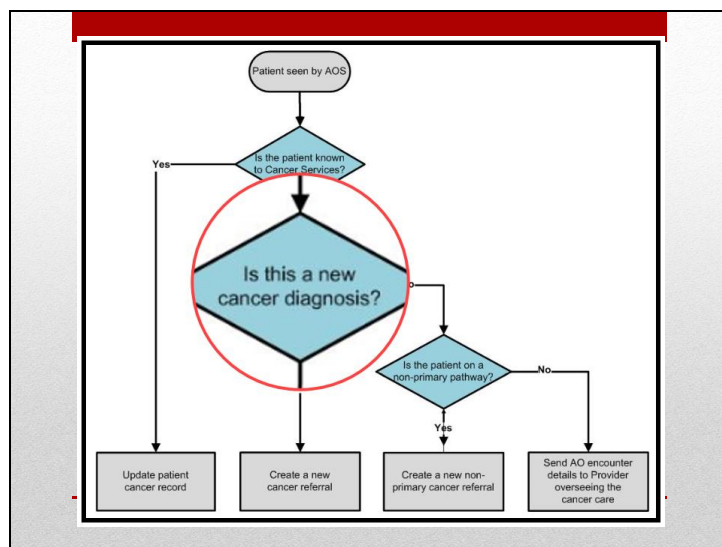 Patient seen by AOS
Is the patient known
to Cancer Services?
Yes
Is this a new
cancer diagnosis?
Is the patient on a
non-primary pathway?
No
Yes
Update patient
cancer record
Create a new
cancer referral
Create a new non-
primary cancer referral
Send AO encounter
details to Provider
overseeing the
cancer care